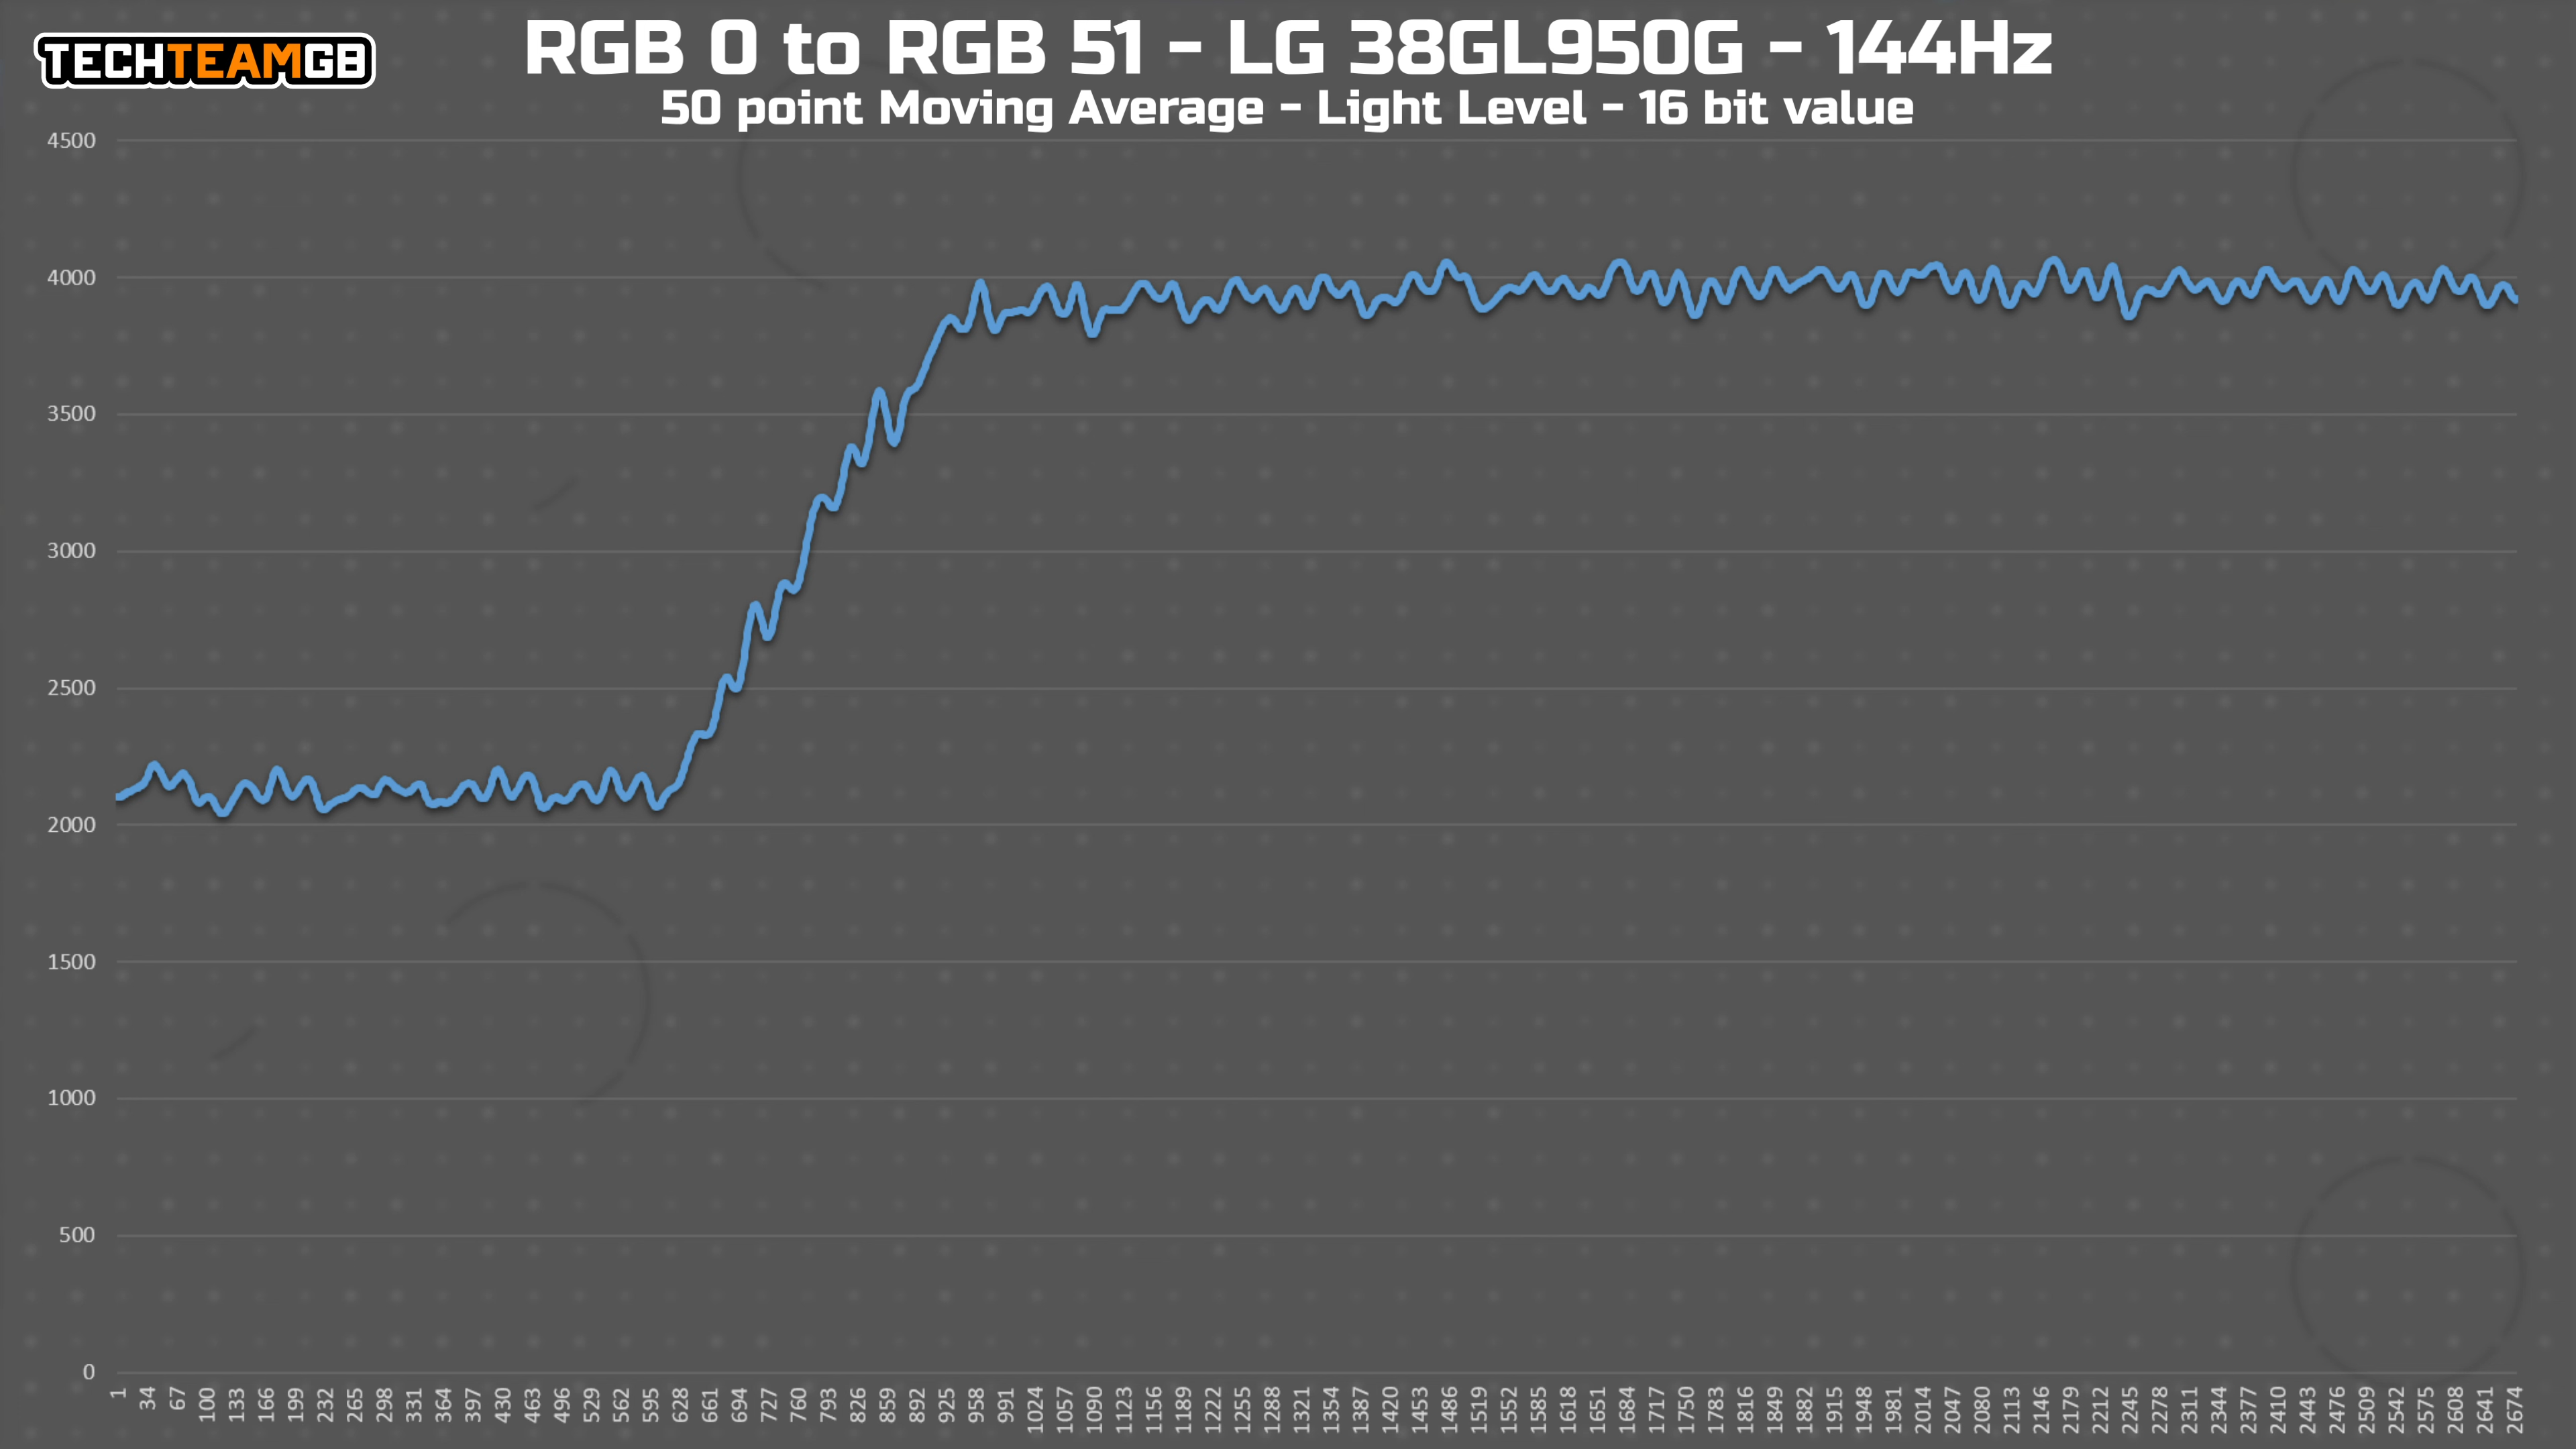 TECHTEAMGB
RGB 0 to RGB 51 - LG 38GL950G - 144Hz
50 point Moving Average - Light Level - 16 bit value
4500
4000
3500
3000
2500
2000
1500
1000
500
0
1 34 67 100 133 166 199 232 265 298 331 364 397 430 463 496 529 562 595 628 661 694 727 760 793 826 859 892 925 958 991 1024 1057 1090 1123 1156 1189 1222 1255 1288 1321 1354 1387 1420 1453 1486 1519 1552 1585 1618 1651 1684 1717 1750 1783 1816 1849 1882 1915 1948 1981 2014 2047 2080 2113 2146 2179 2212 2245 2278 2311 2344 2377 2410 2443 2476 2509 2542 2575 2608 2641 2674